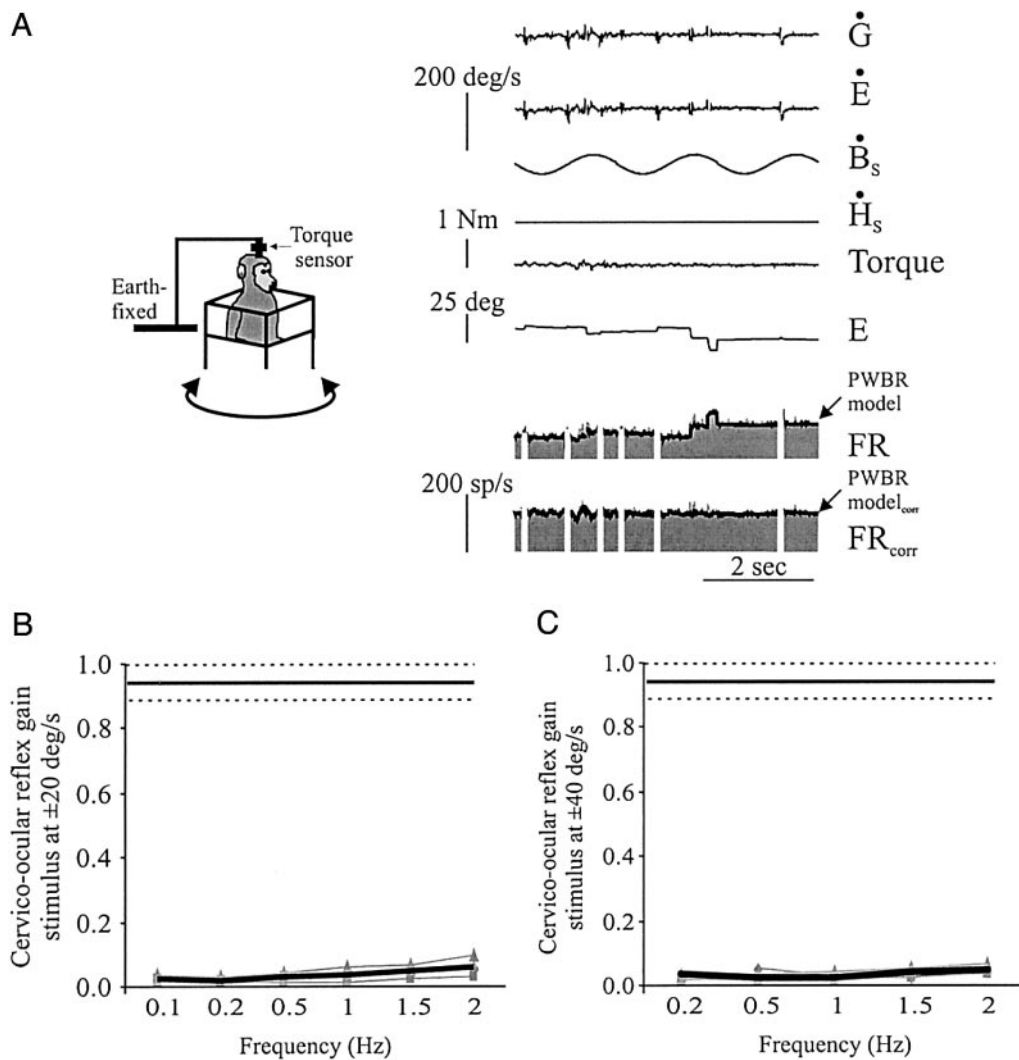 A
Ġ
200 deg/s
Ė
Ḃs
Ḣs
1 Nm
Torque
sensor
Torque
Earth-
fixed
25 deg
E
PWBR
model
FR
200 sp/s
PWBR
model corr
FR corr
2 sec
B
Cervico-ocular reflex gain
stimulus at ±20 deg/s
1.0
0.8
0.6
0.4
0.2
0.0
0.1 0.2 0.5 1 1.5 2
Frequency (Hz)
C
Cervico-ocular reflex gain
stimulus at ±40 deg/s
1.0
0.8
0.6
0.4
0.2
0.0
0.2 0.5 1 1.5 2
Frequency (Hz)